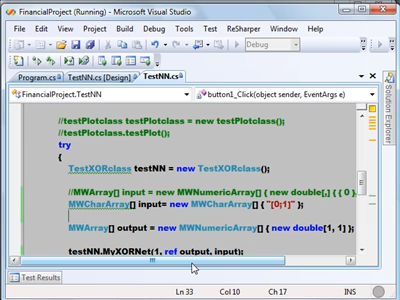 FinancialProject (Running) - Microsoft Visual Studio
File Edit View Project Build Debug Data
Tools Test ReSharper Window Community Help
Debug
Program.cs TestNN.cs [Design] TestNN.cs
FinancialProject.TestNN button1_Click(object sender, EventArgs e)
Solution Explorer
//testPlotclass testPlotclass = new testPlotclass();
//testPlotclass.testPlot();
try
{
TestXORclass testNN = new TestXORclass();
//MWArray[] input = new MWNumericArray[] { new double[,] { { 0 }
MWCharArray[] input= new MWCharArray[] { "[0;1]" };
MWArray[] output = new MWNumericArray[] { new double[1, 1] };
testNN.MyXORNet(1, ref output, input);
Test Results
Ln 33 Col 10 Ch 17